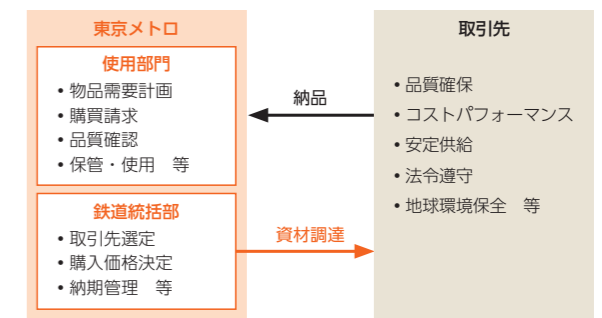 東京メトロ
使用部門
•物品需要計画
•購買請求
•品質確認
•保管・使用　等
鉄道統括部
•取引先選定
•購入価格決定
•納期管理　等
納品
資材調達
取引先
•品質確保
•コストパフォーマンス
•安定供給
•法令遵守
•地球環境保全　等